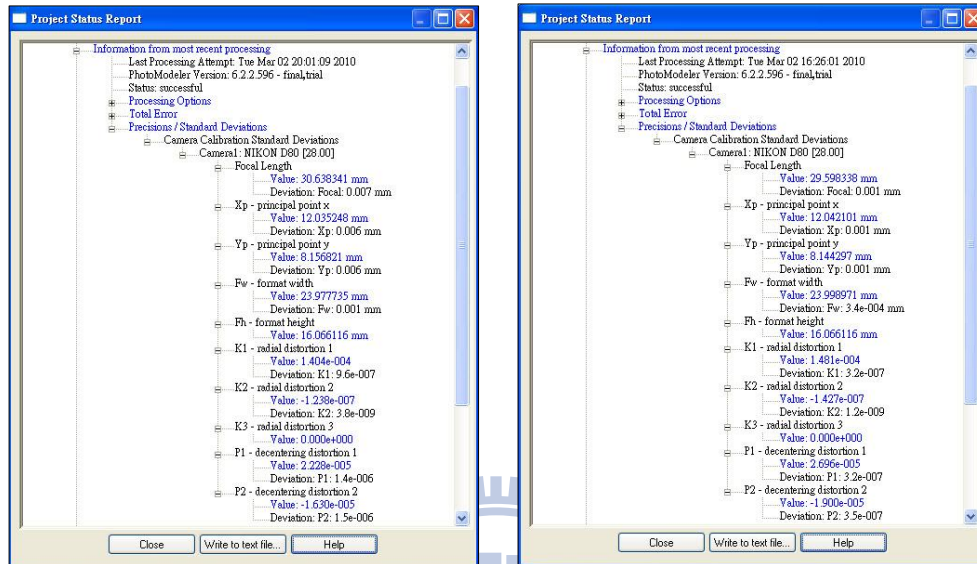 Project Status Report
Information from most recent processing
Last Processing Attempt: Tue Mar 02 20:01:09 2010
PhotoModeler Version: 6.2.2.596 - final,trial
Status: successful
Processing Options
Total Error
Precisions / Standard Deviations
Camera Calibration Standard Deviations
Camera1: NIKON D80 [28.00]
Focal Length
Value: 30.638341 mm
Deviation: Focal: 0.007 mm
Xp - principal point x
Value: 12.035248 mm
Deviation: Xp: 0.006 mm
Yp - principal point y
Value: 8.156821 mm
Deviation: Yp: 0.006 mm
Fw - format width
Value: 23.977735 mm
Deviation: Fw: 0.001 mm
Fh - format height
Value: 16.066116 mm
K1 - radial distortion 1
Value: 1.404e-004
Deviation: K1: 9.6e-007
K2 - radial distortion 2
Value: -1.238e-007
Deviation: K2: 3.8e-009
K3 - radial distortion 3
Value: 0.000e+000
P1 - decentering distortion 1
Value: 2.228e-005
Deviation: P1: 1.4e-006
P2 - decentering distortion 2
Value: -1.630e-005
Deviation: P2: 1.5e-006
Close
Write to text file...
Help
Project Status Report
Information from most recent processing
Last Processing Attempt: Tue Mar 02 16:26:01 2010
PhotoModeler Version: 6.2.2.596 - final,trial
Status: successful
Processing Options
Total Error
Precisions / Standard Deviations
Camera Calibration Standard Deviations
Camera1: NIKON D80 [28.00]
Focal Length
Value: 29.598338 mm
Deviation: Focal: 0.001 mm
Xp - principal point x
Value: 12.042101 mm
Deviation: Xp: 0.001 mm
Yp - principal point y
Value: 8.144297 mm
Deviation: Yp: 0.001 mm
Fw - format width
Value: 23.998971 mm
Deviation: Fw: 3.4e-004 mm
Fh - format height
Value: 16.066116 mm
K1 - radial distortion 1
Value: 1.481e-004
Deviation: K1: 3.2e-007
K2 - radial distortion 2
Value: -1.427e-007
Deviation: K2: 1.2e-009
K3 - radial distortion 3
Value: 0.000e+000
P1 - decentering distortion 1
Value: 2.696e-005
Deviation: P1: 3.2e-007
P2 - decentering distortion 2
Value: -1.900e-005
Deviation: P2: 3.5e-007
Close
Write to text file...
Help